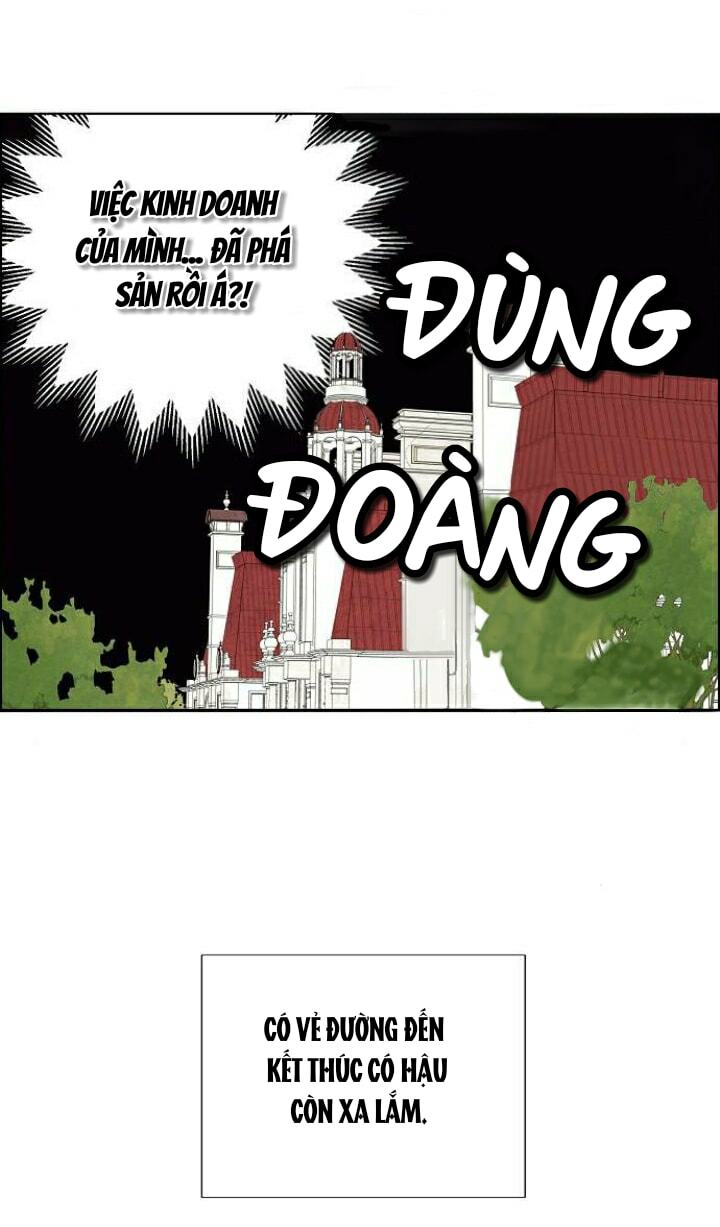 VIỆC KINH DOANH
CỦA MÌNH... ĐÃ PHÁ
SẢN RỒI Á?!
ĐÙNG
ĐOÀNG
CÓ VẺ ĐƯỜNG ĐẾN
KẾT THÚC CÓ HẬU
CÒN XA LẮM.